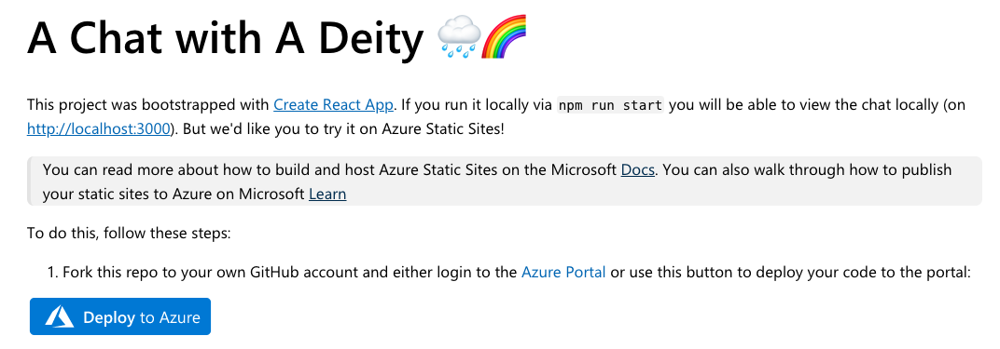 A Chat with A Deity 🌧️🌈
This project was bootstrapped with Create React App. If you run it locally via npm run start you will be able to view the chat locally (on
http://localhost:3000). But we'd like you to try it on Azure Static Sites!
You can read more about how to build and host Azure Static Sites on the Microsoft Docs. You can also walk through how to publish
your static sites to Azure on Microsoft Learn
To do this, follow these steps:
1. Fork this repo to your own GitHub account and either login to the Azure Portal or use this button to deploy your code to the portal:
Deploy to Azure